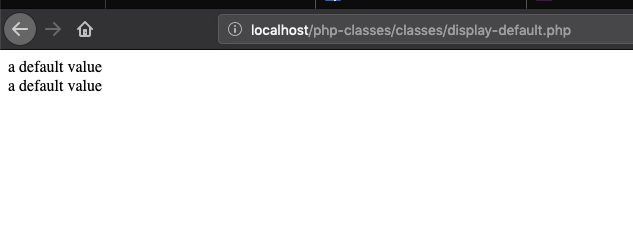 localhost/php-classes/classes/display-default.php
a default value
a default value